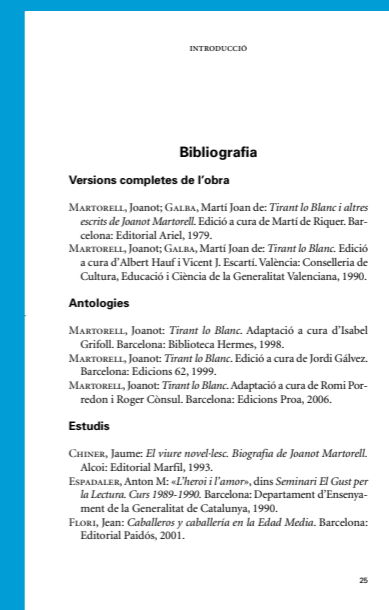 INTRODUCCIÓ
Bibliografia
Versions completes de l'obra
MARTORELL, Joanot; GALBA, Martí Joan de: Tirant lo Blanc i altres
escrits de Joanot Martorell. Edició a cura de Martí de Riquer. Bar-
celona: Editorial Ariel, 1979.
MARTORELL, Joanot; GALBA, Martí Joan de: Tirant lo Blanc. Edició
a cura d'Albert Hauf i Vicent J. Escartí. València: Conselleria de
Cultura, Educació i Ciència de la Generalitat Valenciana, 1990.
Antologies
MARTORELL, Joanot: Tirant lo Blanc. Adaptació a cura d'Isabel
Grifoll. Barcelona: Biblioteca Hermes, 1998.
MARTORELL, Joanot: Tirant lo Blanc. Edició a cura de Jordi Gálvez.
Barcelona: Edicions 62, 1999.
MARTORELL, Joanot: Tirant lo Blanc. Adaptació a cura de Romi Por-
redon i Roger Cònsul. Barcelona: Edicions Proa, 2006.
Estudis
CHINER, Jaume: El viure novel·lesc. Biografia de Joanot Martorell.
Alcoi: Editorial Marfil, 1993.
ESPADALER, Anton M: «L'heroi i l'amor», dins Seminari El Gust per
la Lectura. Curs 1989-1990. Barcelona: Departament d'Ensenya-
ment de la Generalitat de Catalunya, 1990.
FLORI, Jean: Caballeros y caballería en la Edad Media. Barcelona:
Editorial Paidós, 2001.
25